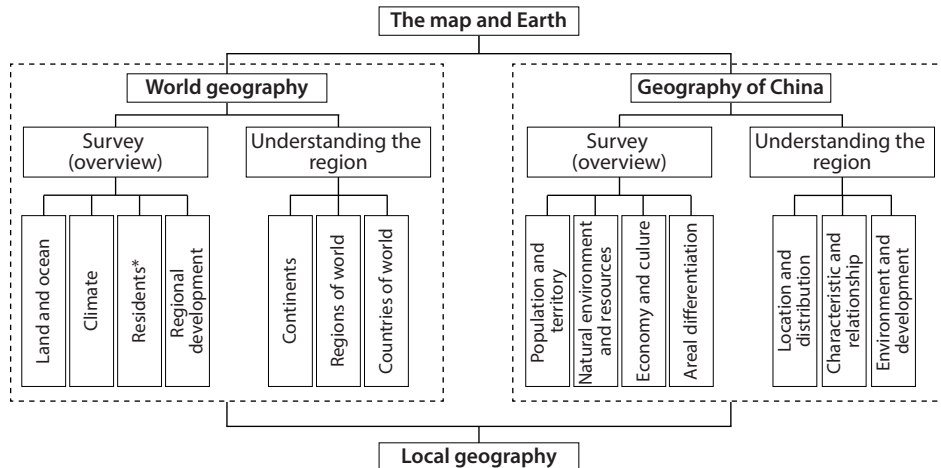 The map and Earth
World geography
Geography of China
Survey
(overview)
Understanding the
region
Survey
(overview)
Understanding the
region
Land and ocean
Climate
Residents*
Regional
development
Continents
Regions of world
Countries of world
Population and
territory
Natural environment
and resources
Economy and culure
Areal differentiation
Location and
distribution
Characteristic and
relationship
Environment and
development
Local geography